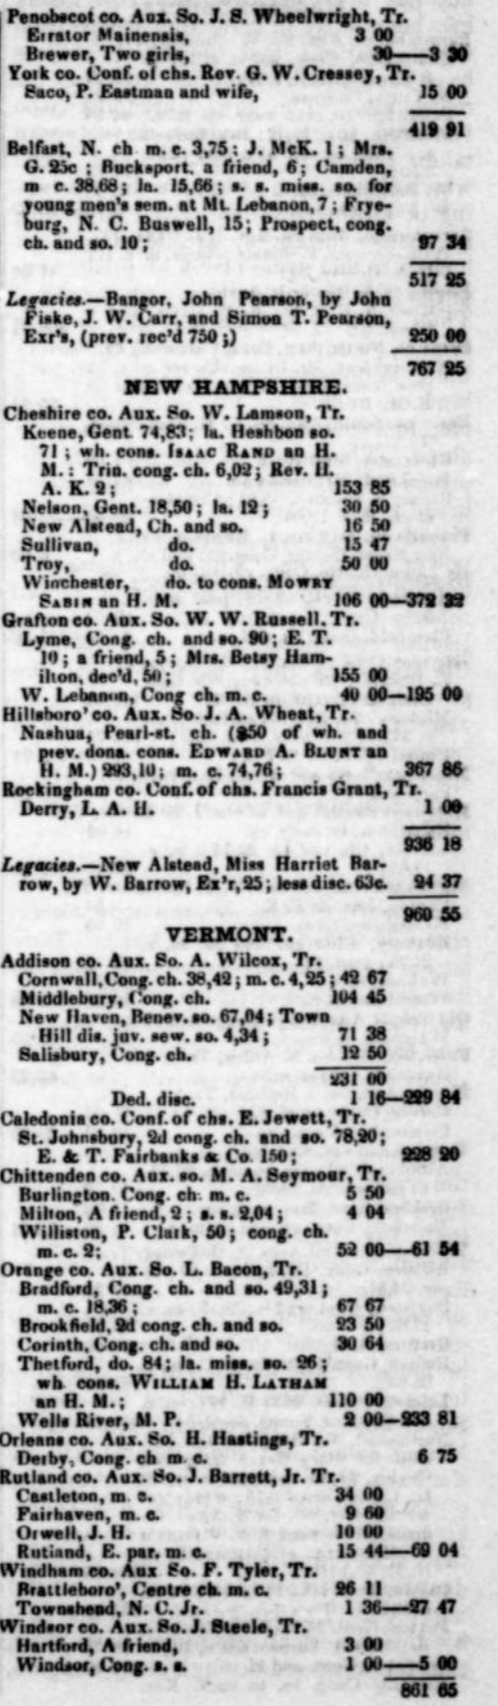 Penobscot co. Aux. So. J. S. Wheelwright, Tr.
Errator Mainensis, 3 00
Brewer, Two girls, 30—3 30
York co. Conf. of chs. Rev. G. W. Cressey, Tr.
Saco, P. Eastman and wife, 15 00
419 91
Belfast, N. ch m. c. 3,75; J. McK. 1; Mrs.
G. 25c; Bucksport, a friend, 6; Camden,
m c. 38,68; la. 15,66; s. s. miss. so. for
young men's sem. at Mt. Lebanon, 7; Frye-
burg, N. C. Buswell, 15; Prospect, cong.
ch. and so. 10; 97 34
517 25
Legacies.—Bangor, John Pearson, by John
Fiske, J. W. Carr, and Simon T. Pearson,
Exr's, (prev. rec'd 750;) 250 00
767 25
NEW HAMPSHIRE.
Cheshire co. Aux. So. W. Lamson, Tr.
Keene, Gent. 74,83; la. Heshbon so.
71; wh. cons. ISAAC RAND an H.
M.: Trin. cong. ch. 6,02; Rev. H.
A. K. 2; 153 85
Nelson, Gent. 18,50; la. 12; 30 50
New Alstead, Ch. and so. 16 50
Sullivan, do. 15 47
Troy, do. 50 00
Winchester, do. to cons. MOWRY
SABIN an H. M. 106 00—372 32
Grafton co. Aux. So. W. W. Russell, Tr.
Lyme, Cong. ch. and so. 90; E. T.
10; a friend, 5; Mrs. Betsy Ham-
ilton, dec'd, 50; 155 00
W. Lebanon, Cong ch. m. c. 40 00—195 00
Hillsboro' co. Aux. So. J. A. Wheat, Tr.
Nashua, Pearl-st. ch. ($50 of wh. and
prev. dona. cons. EDWARD A. BLUNT an
H. M.) 293,10; m. c. 74,76; 367 86
Rockingham co. Conf. of chs. Francis Grant, Tr.
Derry, L. A. H. 1 00
936 18
Legacies.—New Alstead, Miss Harriet Bar-
row, by W. Barrow, Ex'r, 25; less disc. 63c. 24 37
960 55
VERMONT.
Addison co. Aux. So. A. Wilcox, Tr.
Cornwall, Cong. ch. 38,42; m. c. 4,25; 42 67
Middlebury, Cong. ch. 104 45
New Haven, Benev. so. 67,04; Town
Hill dis. juv. sew. so. 4,34; 71 38
Salisbury, Cong. ch. 12 50
231 00
Ded. disc. 1 16—229 84
Caledonia co. Conf. of chs. E. Jewett, Tr.
St. Johnsbury, 2d cong. ch. and so. 78,20;
E. & T. Fairbanks & Co. 150; 228 20
Chittenden co. Aux. so. M. A. Seymour, Tr.
Burlington. Cong. ch. m. c. 5 50
Milton, A friend, 2; s. s. 2,04; 4 04
Williston, P. Clark, 50; cong. ch.
m. c. 2; 52 00—61 54
Orange co. Aux. So. L. Bacon, Tr.
Bradford, Cong. ch. and so. 49,31;
m. c. 18,36; 67 67
Brookfield, 2d cong. ch. and so. 23 50
Corinth, Cong. ch. and so. 30 64
Thetford, do. 84; la. miss. so. 26;
wh cons. WILLIAM H. LATHAM
an H. M.; 110 00
Wells River, M. P. 2 00—233 81
Orleans co. Aux. So. H. Hastings, Tr.
Derby, Cong. ch m. c. 6 75
Rutland co. Aux. So. J. Barrett, Jr. Tr.
Castleton, m. c. 34 00
Fairhaven, m. c. 9 60
Orwell, J. H. 10 00
Rutland, E. par. m. c. 15 44—69 04
Windham co. Aux So. F. Tyler, Tr.
Brattleboro', Centre ch. m. c. 26 11
Townshend, N. C. Jr. 1 36—27 47
Windsor co. Aux So. J. Steele, Tr.
Hartford, A friend, 3 00
Windsor, Cong. s. s. 1 00—5 00
861 65